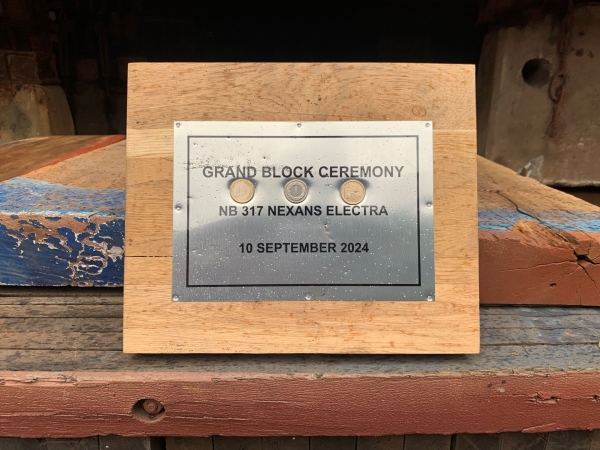 GRAND BLOCK CEREMONY
NB 317 NEXANS ELECTRA
10 SEPTEMBER 2024